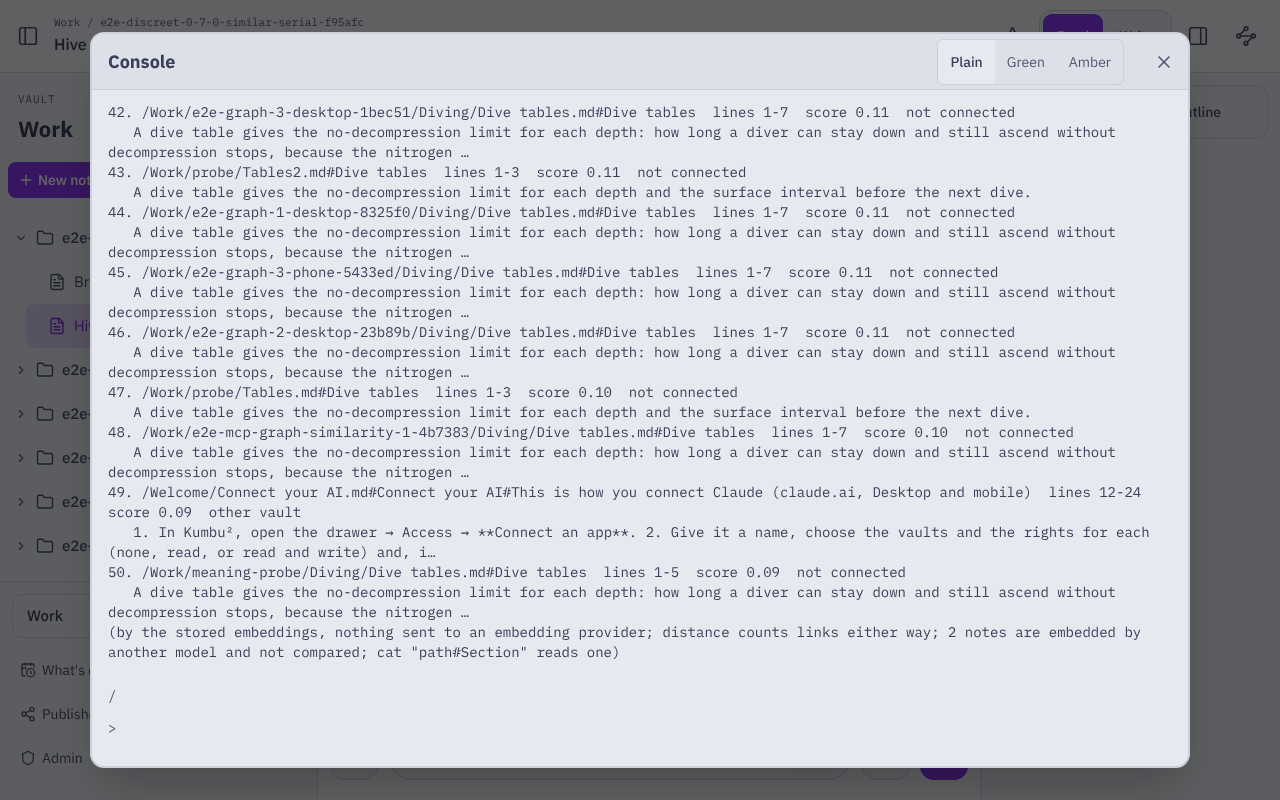 Work / e2e-discreet-0-7-0-similar-serial-f95afc
Hive
VAULT
Work
+ New not
e2e-
Br
Hi
e2e-
e2e-
e2e-
e2e-
e2e-
Work
What's
Publish
Admin
tline
Console
Plain
Green
Amber
42. /Work/e2e-graph-3-desktop-1bec51/Diving/Dive tables.md#Dive tables  lines 1-7  score 0.11  not connected
   A dive table gives the no-decompression limit for each depth: how long a diver can stay down and still ascend without
decompression stops, because the nitrogen …
43. /Work/probe/Tables2.md#Dive tables  lines 1-3  score 0.11  not connected
   A dive table gives the no-decompression limit for each depth and the surface interval before the next dive.
44. /Work/e2e-graph-1-desktop-8325f0/Diving/Dive tables.md#Dive tables  lines 1-7  score 0.11  not connected
   A dive table gives the no-decompression limit for each depth: how long a diver can stay down and still ascend without
decompression stops, because the nitrogen …
45. /Work/e2e-graph-3-phone-5433ed/Diving/Dive tables.md#Dive tables  lines 1-7  score 0.11  not connected
   A dive table gives the no-decompression limit for each depth: how long a diver can stay down and still ascend without
decompression stops, because the nitrogen …
46. /Work/e2e-graph-2-desktop-23b89b/Diving/Dive tables.md#Dive tables  lines 1-7  score 0.11  not connected
   A dive table gives the no-decompression limit for each depth: how long a diver can stay down and still ascend without
decompression stops, because the nitrogen …
47. /Work/probe/Tables.md#Dive tables  lines 1-3  score 0.10  not connected
   A dive table gives the no-decompression limit for each depth and the surface interval before the next dive.
48. /Work/e2e-mcp-graph-similarity-1-4b7383/Diving/Dive tables.md#Dive tables  lines 1-7  score 0.10  not connected
   A dive table gives the no-decompression limit for each depth: how long a diver can stay down and still ascend without
decompression stops, because the nitrogen …
49. /Welcome/Connect your AI.md#Connect your AI#This is how you connect Claude (claude.ai, Desktop and mobile)  lines 12-24
score 0.09  other vault
   1. In Kumbu², open the drawer → Access → **Connect an app**. 2. Give it a name, choose the vaults and the rights for each
(none, read, or read and write) and, i…
50. /Work/meaning-probe/Diving/Dive tables.md#Dive tables  lines 1-5  score 0.09  not connected
   A dive table gives the no-decompression limit for each depth: how long a diver can stay down and still ascend without
decompression stops, because the nitrogen …
(by the stored embeddings, nothing sent to an embedding provider; distance counts links either way; 2 notes are embedded by
another model and not compared; cat "path#Section" reads one)
/
>